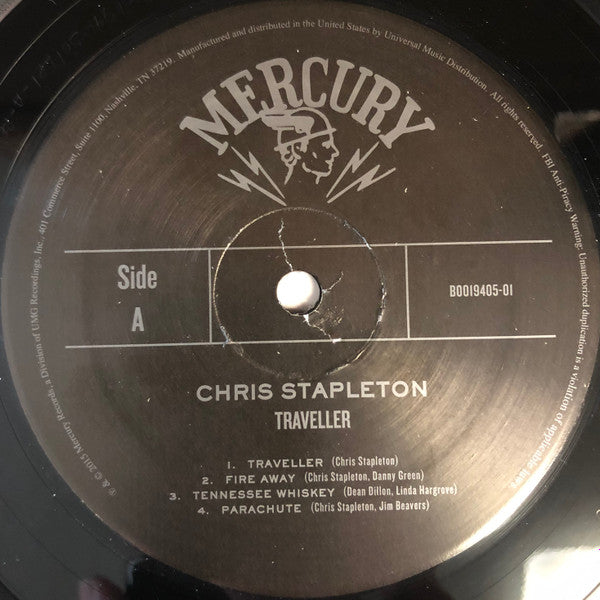 MERCURY
Side
A
B0019405-01
CHRIS STAPLETON
TRAVELLER
1. TRAVELLER (Chris Stapleton)
2. FIRE AWAY (Chris Stapleton, Danny Green)
3. TENNESSEE WHISKEY (Dean Dillon, Linda Hargrove)
4. PARACHUTE (Chris Stapleton, Jim Beavers)
℗ & © 2015 Mercury Records, a Division of UMG Recordings, Inc., 401 Commerce Street, Suite 1100, Nashville, TN 37219. Manufactured and distributed in the United States by Universal Music Distribution. All rights reserved. FBI Anti-Piracy Warning: Unauthorized duplication is a violation of applicable laws.